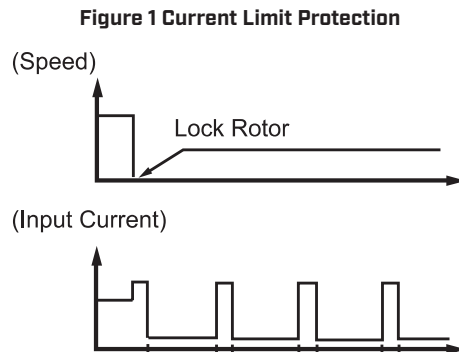 Figure 1 Current Limit Protection
(Speed)
Lock Rotor
(Input Current)